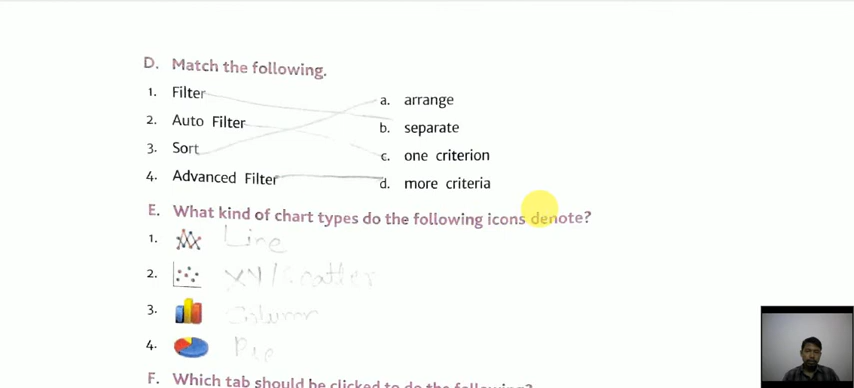 D. Match the following.
1. Filter
a. arrange
2. Auto Filter
b. separate
3. Sort
c. one criterion
4. Advanced Filter
d. more criteria
E. What kind of chart types do the following icons denote?
1. Line
2. XY/Scatter
3. Column
4. Pie
F. Which tab should be clicked to do the following?